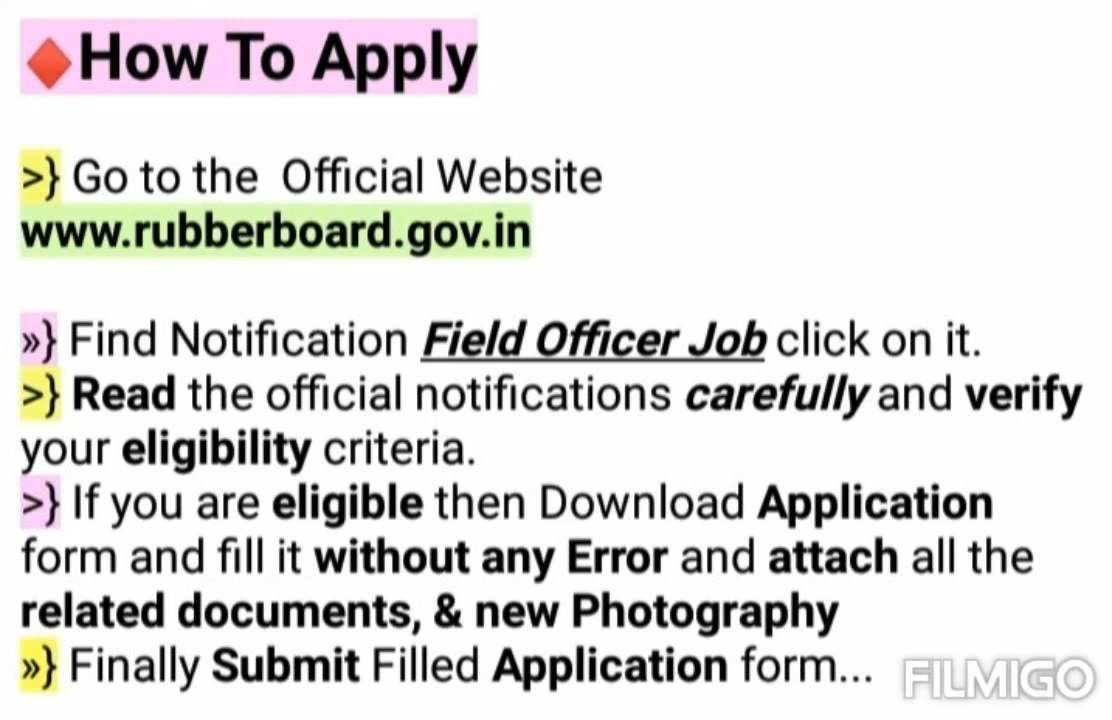 ♦How To Apply
>} Go to the Official Website
www.rubberboard.gov.in
»} Find Notification Field Officer Job click on it.
>} Read the official notifications carefully and verify
your eligibility criteria.
>} If you are eligible then Download Application
form and fill it without any Error and attach all the
related documents, & new Photography
»} Finally Submit Filled Application form...
FILMIGO